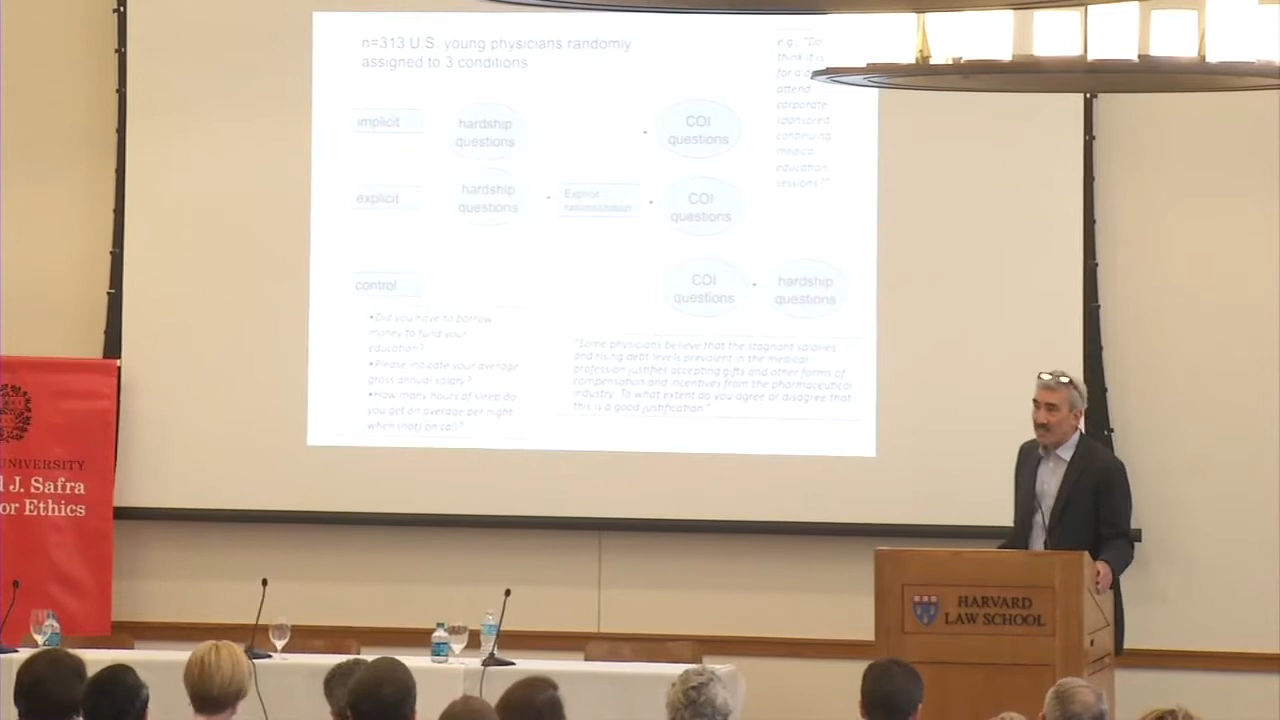 n=313 U.S. young physicians randomly
assigned to 3 conditions
e.g., "Do
think it is
for a d
attend
corporate
sponsored
continuing
medical
education
sessions?"
implicit
hardship
questions
COI
questions
explicit
hardship
questions
Explicit
rationalization
COI
questions
control
COI
questions
hardship
questions
•Did you have to borrow
money to fund your
education?
•Please indicate your average
gross annual salary?
•How many hours of sleep do
you get on average per night
when (not) on call?
"Some physicians believe that the stagnant salaries
and rising debt levels prevalent in the medical
profession justifies accepting gifts and other forms of
compensation and incentives from the pharmaceutical
industry. To what extent do you agree or disagree that
this is a good justification."
UNIVERSITY
J. Safra
or Ethics
HARVARD
LAW SCHOOL